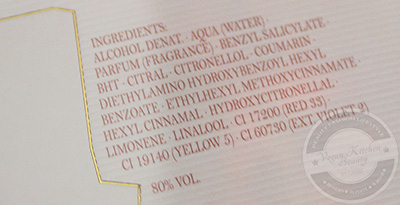 INGREDIENTS:
ALCOHOL DENAT. · AQUA (WATER) ·
PARFUM (FRAGRANCE) · BENZYL SALICYLATE ·
BHT · CITRAL · CITRONELLOL · COUMARIN ·
DIETHYLAMINO HYDROXYBENZOYL HEXYL
BENZOATE · ETHYLHEXYL METHOXYCINNAMATE ·
HEXYL CINNAMAL · HYDROXYCITRONELLAL ·
LIMONENE · LINALOOL · CI 17200 (RED 33) ·
CI 19140 (YELLOW 5) · CI 60730 (EXT. VIOLET 2)
80% VOL.